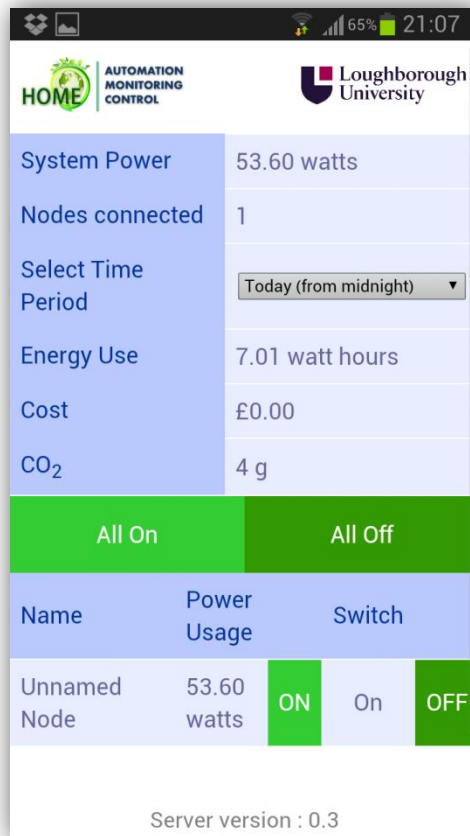 65% 21:07
HOME AUTOMATION
MONITORING
CONTROL
Loughborough
University
System Power 53.60 watts
Nodes connected 1
Select Time
Period
Today (from midnight)
Energy Use 7.01 watt hours
Cost £0.00
CO₂ 4 g
All On All Off
Name Power
Usage Switch
Unnamed
Node 53.60
watts ON On OFF
Server version : 0.3